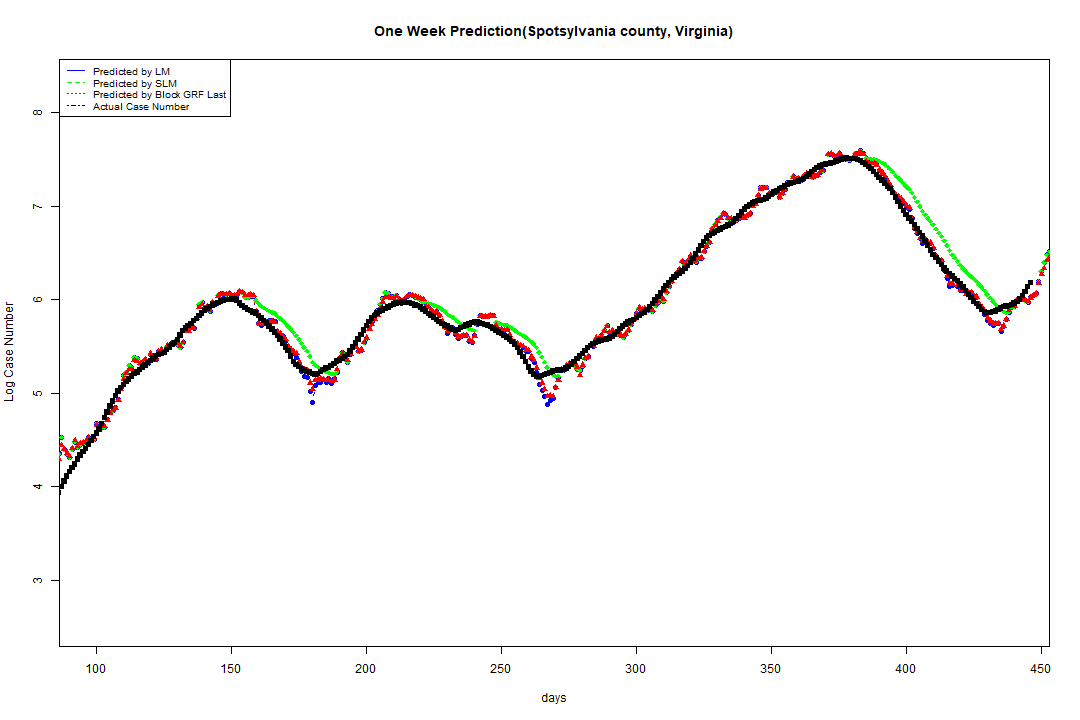 One Week Prediction(Spotsylvania county, Virginia)
Predicted by LM
Predicted by SLM
Predicted by Block GRF Last
Actual Case Number
8
7
6
5
4
3
Log Case Number
100 150 200 250 300 350 400 450
days